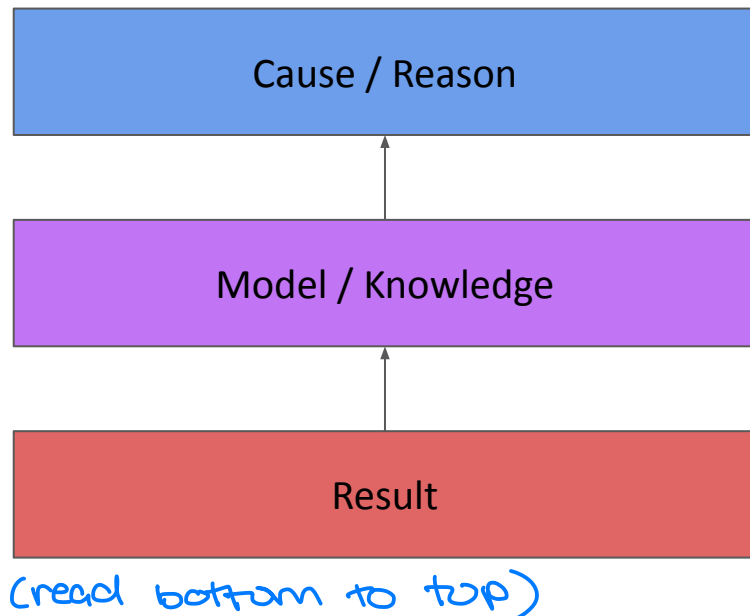 Cause / Reason
Model / Knowledge
Result
(read bottom to top)